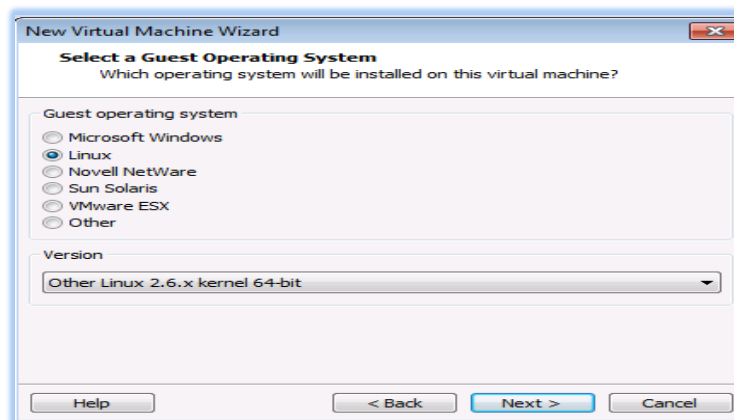 New Virtual Machine Wizard
Select a Guest Operating System
Which operating system will be installed on this virtual machine?
Guest operating system
Microsoft Windows
Linux
Novell NetWare
Sun Solaris
VMware ESX
Other
Version
Other Linux 2.6.x kernel 64-bit
Help < Back Next > Cancel